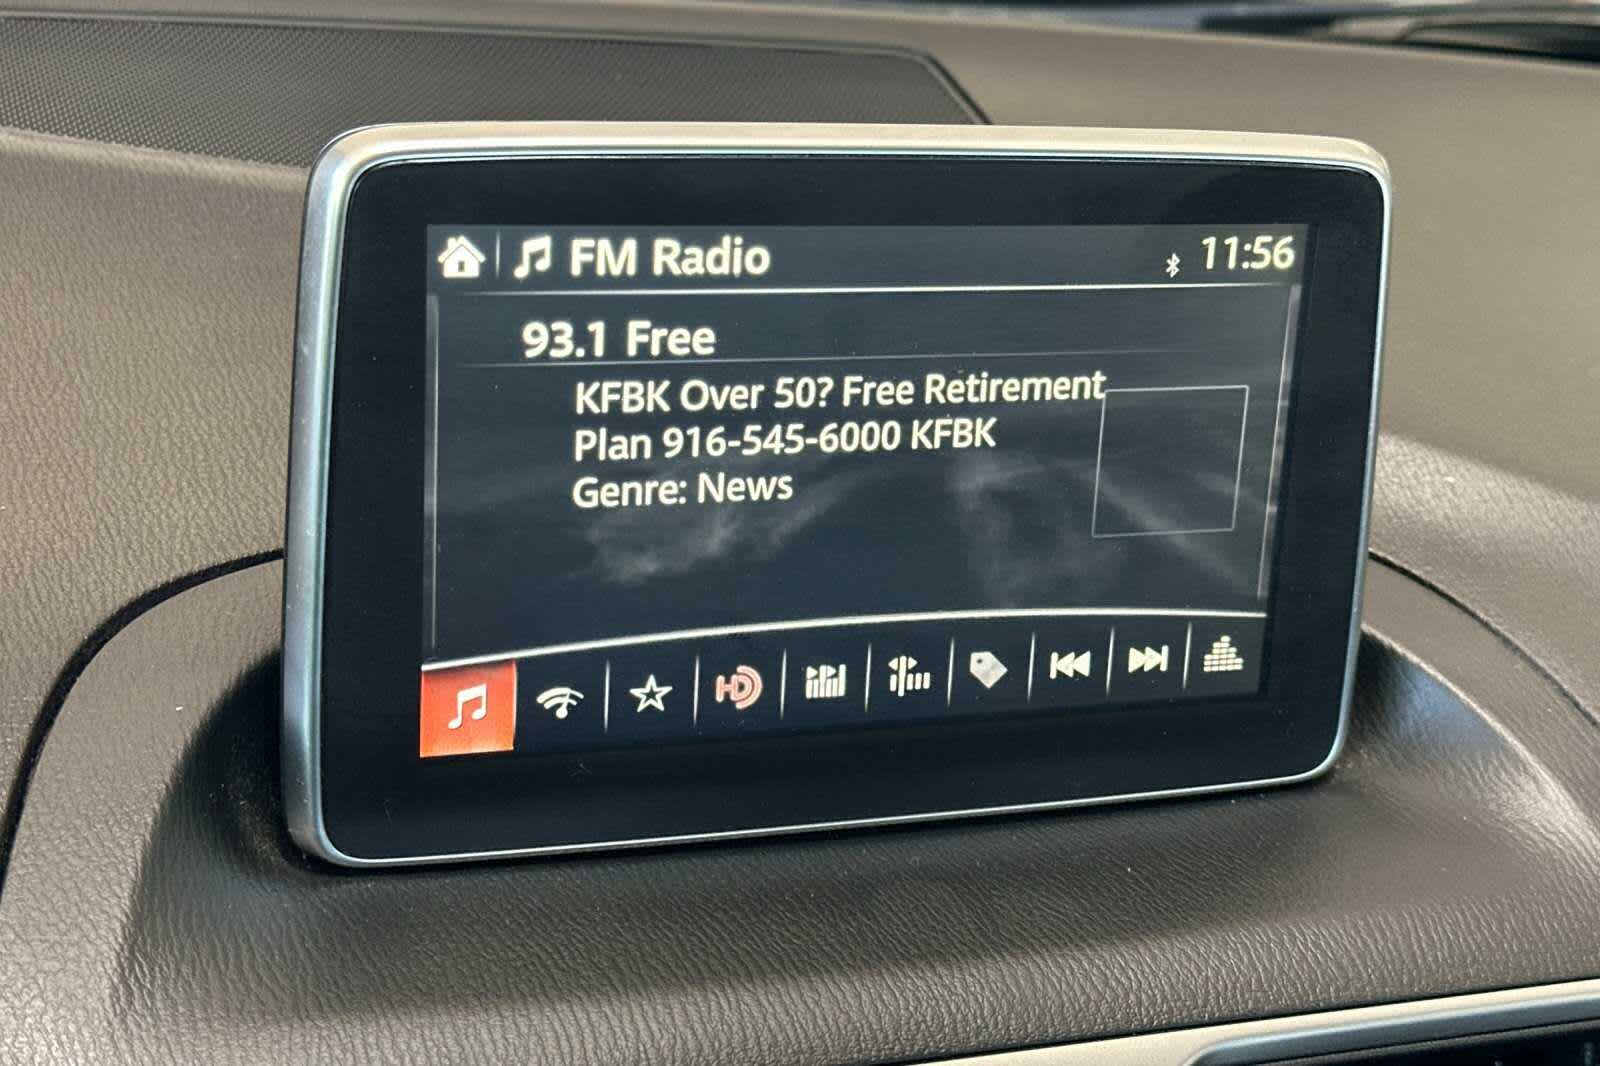 FM Radio
11:56
93.1 Free
KFBK Over 50? Free Retirement
Plan 916-545-6000 KFBK
Genre: News
HD